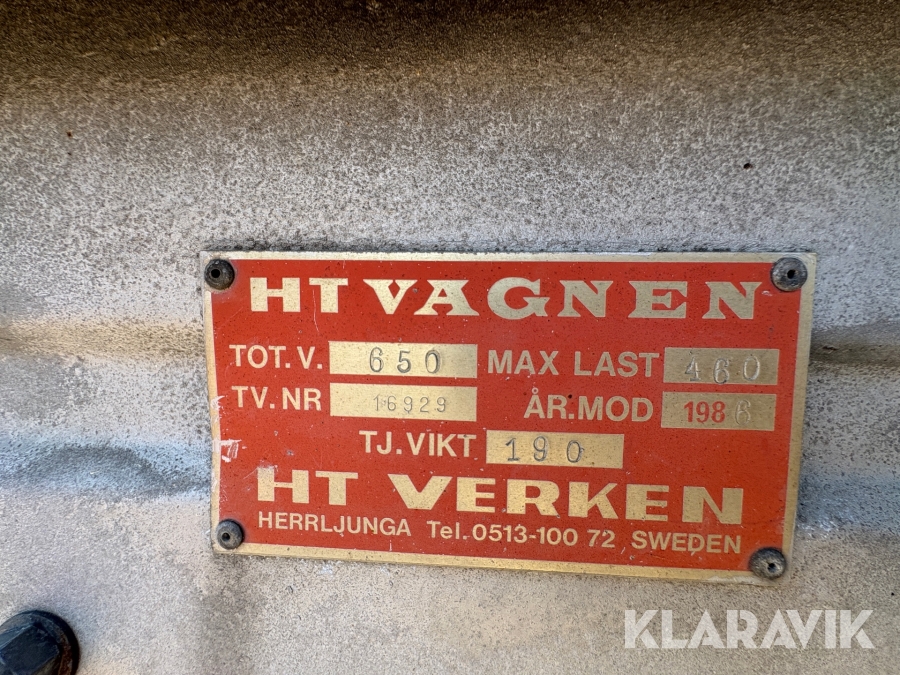 HT VAGNEN
TOT. V. 650 MAX LAST 460
TV. NR 16929 ÅR.MOD 1986
TJ. VIKT 190
HT VERKEN
HERRLJUNGA Tel. 0513-100 72 SWEDEN
KLARAVIK